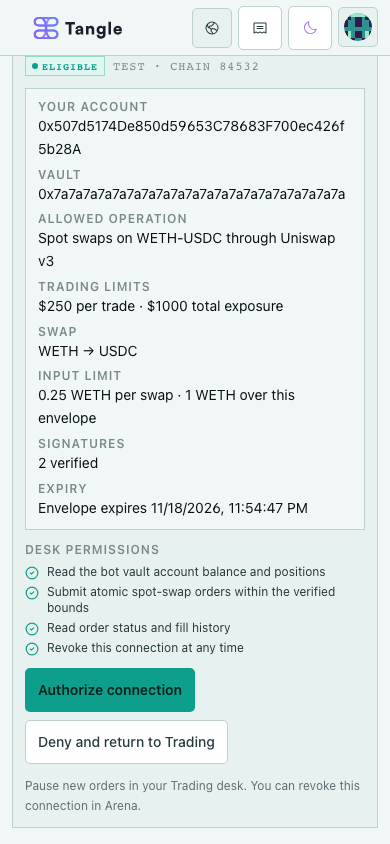 Tangle
ELIGIBLE TEST · CHAIN 84532
YOUR ACCOUNT
0x507d5174De850d59653C78683F700ec426f
5b28A
VAULT
0x7a7a7a7a7a7a7a7a7a7a7a7a7a7a7a7a7a7a7a7a
ALLOWED OPERATION
Spot swaps on WETH-USDC through Uniswap
v3
TRADING LIMITS
$250 per trade · $1000 total exposure
SWAP
WETH → USDC
INPUT LIMIT
0.25 WETH per swap · 1 WETH over this
envelope
SIGNATURES
2 verified
EXPIRY
Envelope expires 11/18/2026, 11:54:47 PM
DESK PERMISSIONS
Read the bot vault account balance and positions
Submit atomic spot-swap orders within the verified
bounds
Read order status and fill history
Revoke this connection at any time
Authorize connection
Deny and return to Trading
Pause new orders in your Trading desk. You can revoke this
connection in Arena.